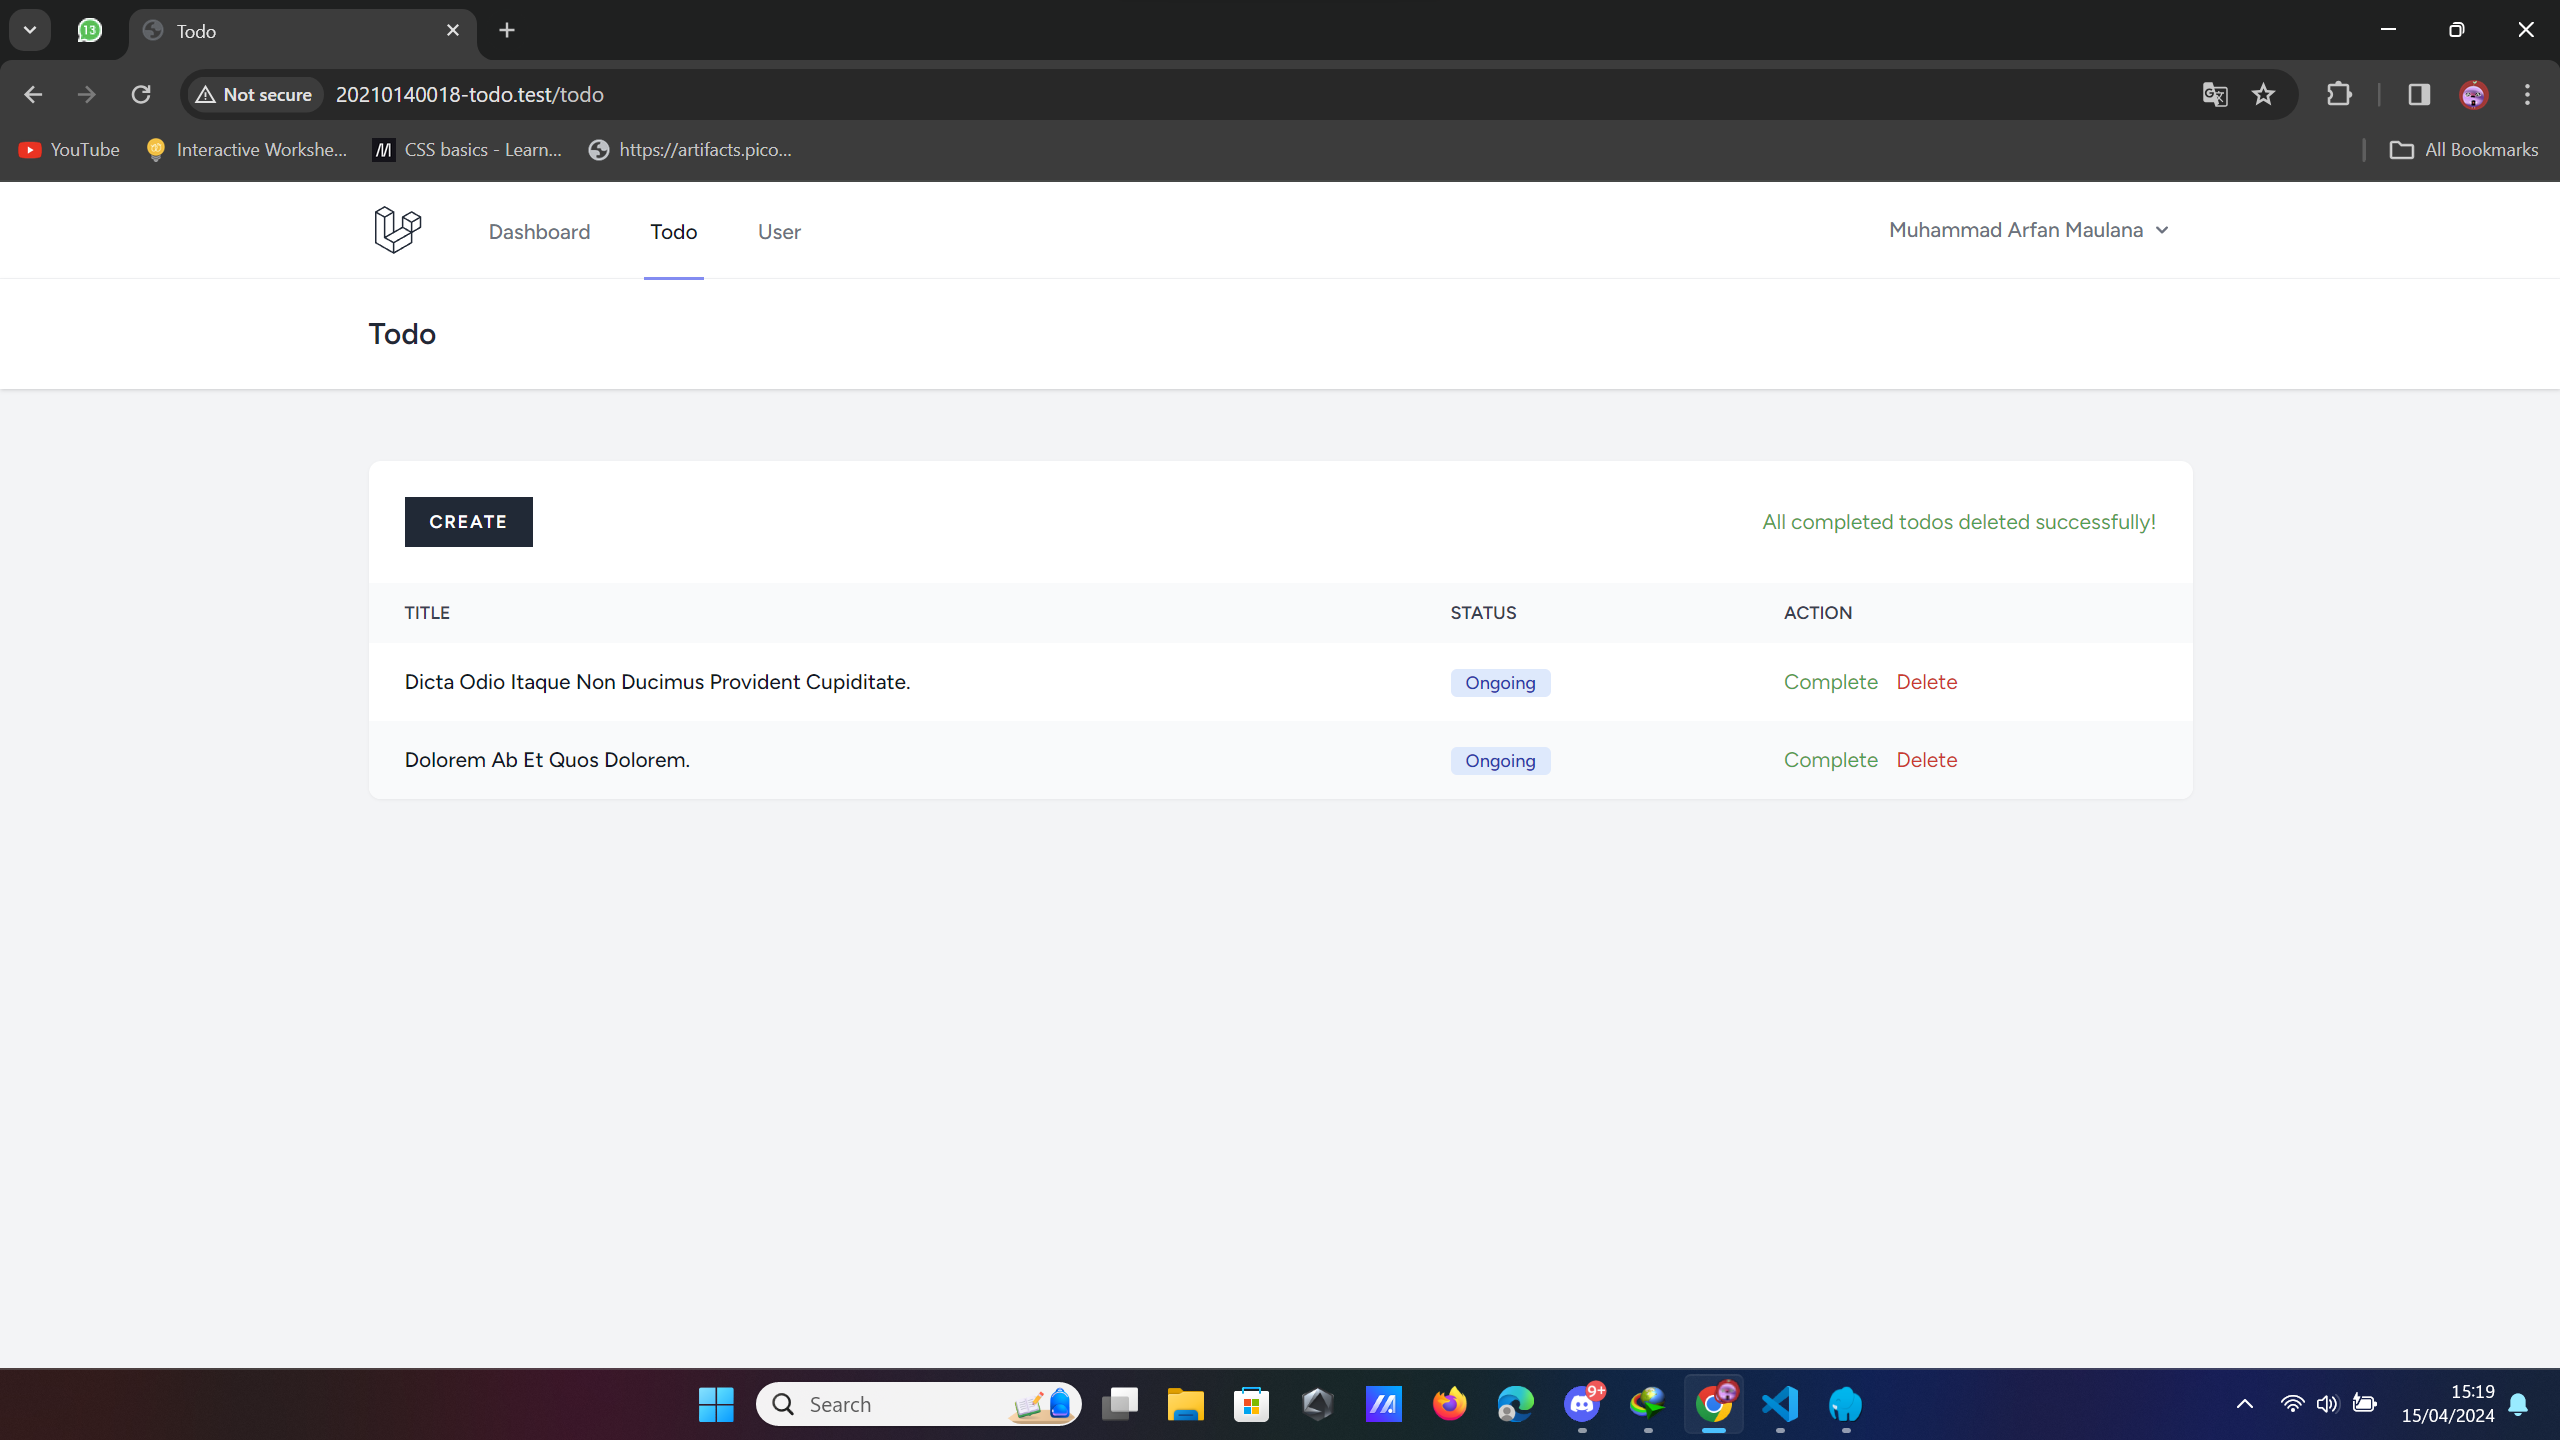 13
Todo
Not secure
20210140018-todo.test/todo
YouTube
Interactive Workshe...
CSS basics - Learn...
https://artifacts.pico...
All Bookmarks
Dashboard
Todo
User
Muhammad Arfan Maulana
Todo
CREATE
All completed todos deleted successfully!
TITLE
STATUS
ACTION
Dicta Odio Itaque Non Ducimus Provident Cupiditate.
Ongoing
Complete
Delete
Dolorem Ab Et Quos Dolorem.
Ongoing
Complete
Delete
Search
9+
15:19
15/04/2024